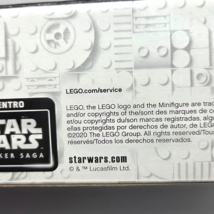 LEGO.com/service
LEGO, the LEGO logo and the Minifigure are trad
and/or copyrights of the/sont des marques de co
et/ou copyrights du/son marcas registradas, algu
ellas protegidas por derechos de autor, de LEG
©2020 The LEGO Group. All rights reserved/Tous
réservés/Todos los derechos reservados.
ENTRO
STAR
WARS
KER SAGA
starwars.com
© & ™ Lucasfilm Ltd.